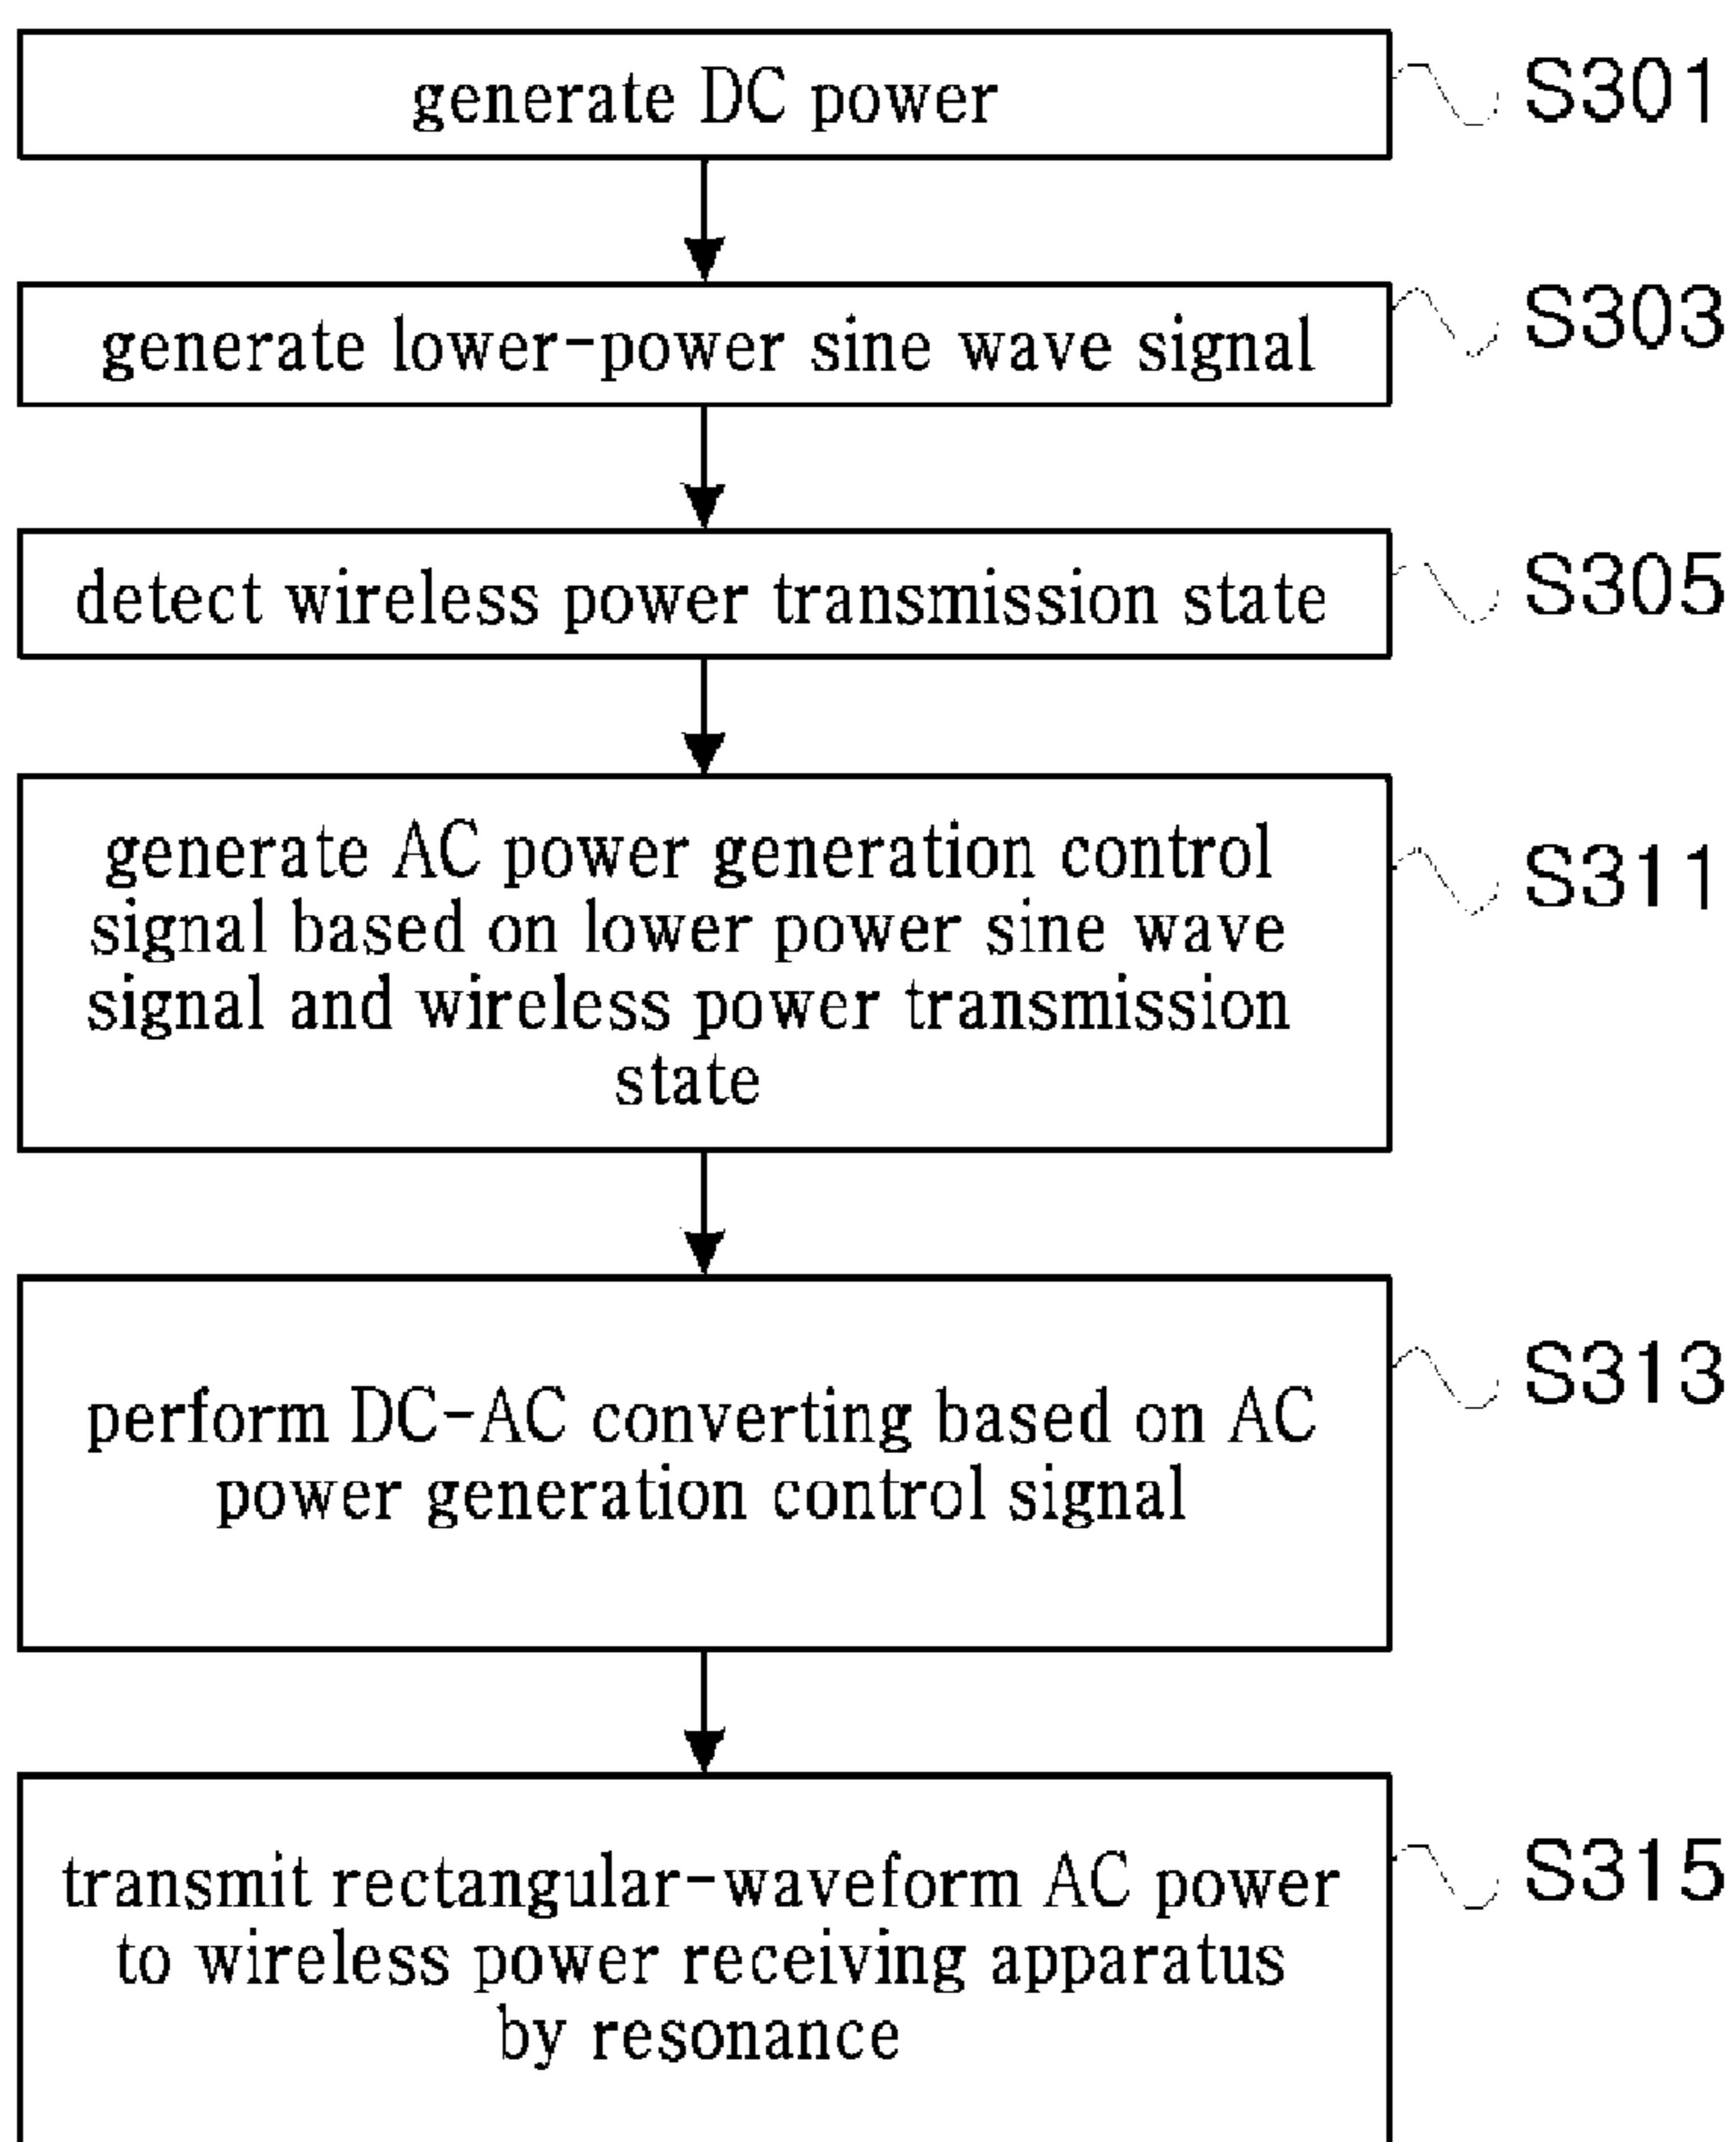 generate DC power
S301
generate lower-power sine wave signal
S303
detect wireless power transmission state
S305
generate AC power generation control
signal based on lower power sine wave
signal and wireless power transmission
state
S311
perform DC-AC converting based on AC
power generation control signal
S313
transmit rectangular-waveform AC power
to wireless power receiving apparatus
by resonance
S315